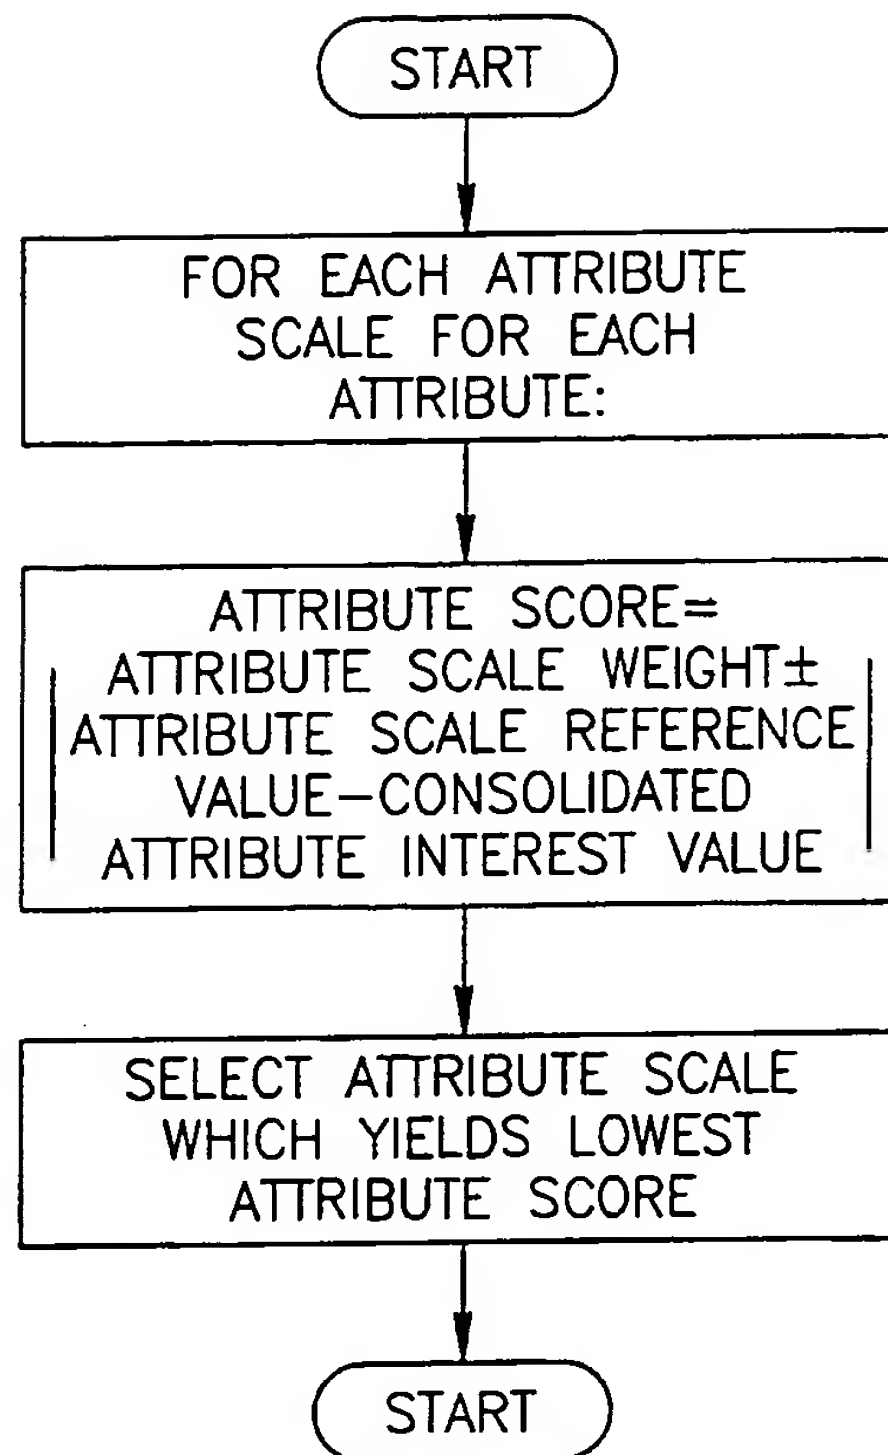 START
FOR EACH ATTRIBUTE
SCALE FOR EACH
ATTRIBUTE:
ATTRIBUTE SCORE=
ATTRIBUTE SCALE WEIGHT±
ATTRIBUTE SCALE REFERENCE
VALUE-CONSOLIDATED
ATTRIBUTE INTEREST VALUE
SELECT ATTRIBUTE SCALE
WHICH YIELDS LOWEST
ATTRIBUTE SCORE
START